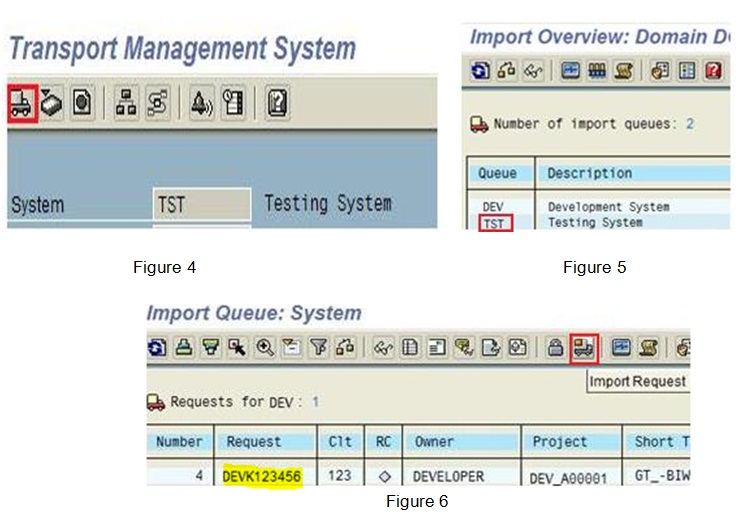 Transport Management System
System TST Testing System
Figure 4
Import Overview: Domain D
Number of import queues: 2
Queue Description
DEV Development System
TST Testing System
Figure 5
Import Queue: System
Import Request
Requests for DEV : 1
Number Request Clt RC Owner Project Short T
4 DEVK123456 123 DEVELOPER DEV_A00001 GT_-BIW
Figure 6